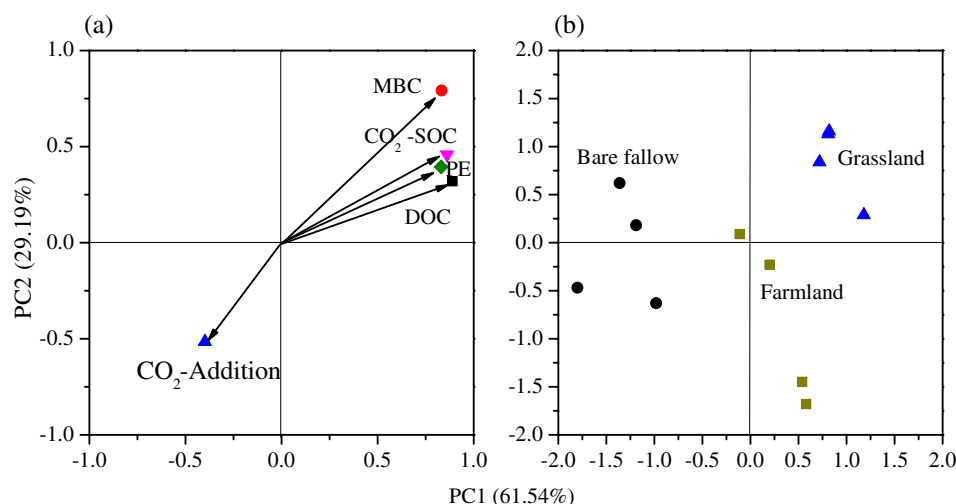 (a)
(b)
1.0
0.5
0.0
-0.5
-1.0
PC2 (29.19%)
MBC
CO₂-SOC
PE
DOC
CO₂-Addition
-1.0 -0.5 0.0 0.5 1.0
2.0
1.5
1.0
0.5
0.0
-0.5
-1.0
-1.5
-2.0
Bare fallow
Grassland
Farmland
-2.0 -1.5 -1.0 -0.5 0.0 0.5 1.0 1.5 2.0
PC1 (61.54%)